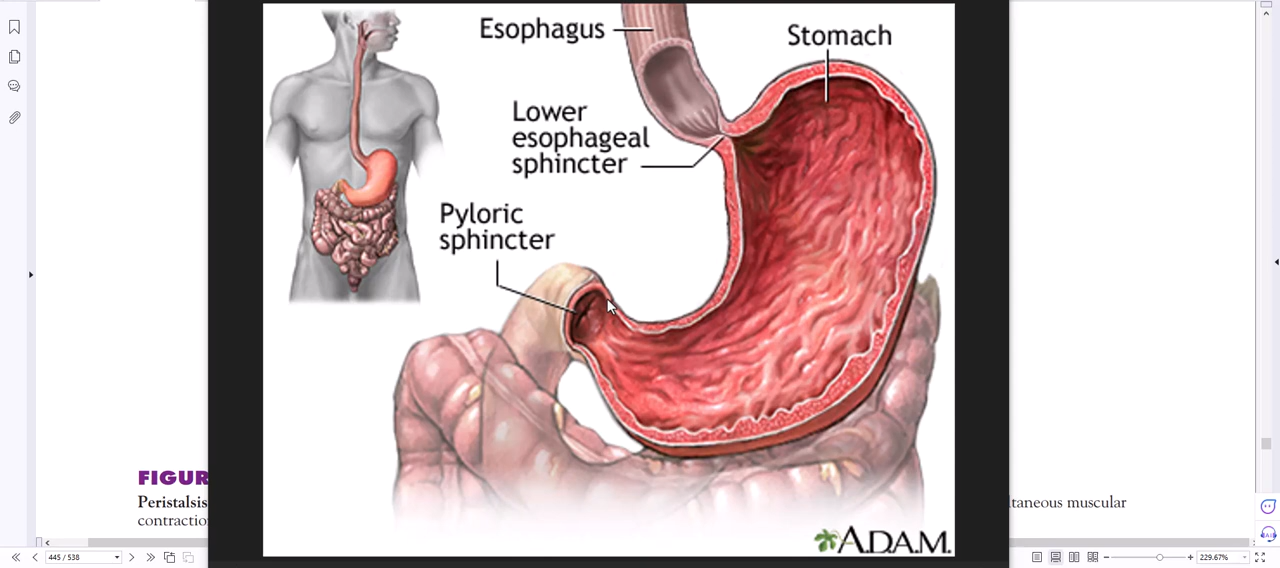 Esophagus
Stomach
Lower
esophageal
sphincter
Pyloric
sphincter
A.D.A.M.
FIGUR
Peristalsis
taneous muscular
contractio
445 / 538
229.67%